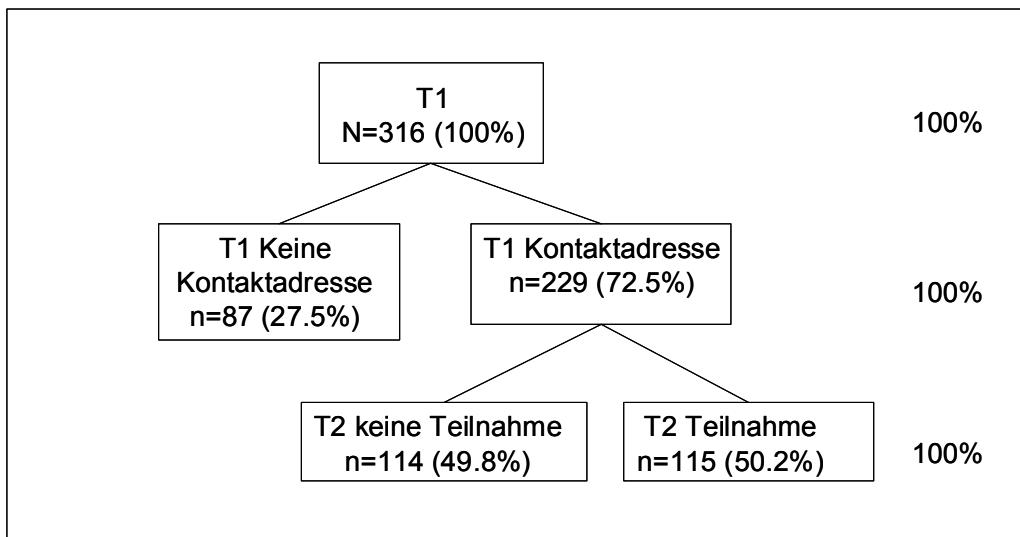 T1
N=316 (100%)
100%
T1 Keine
Kontaktadresse
n=87 (27.5%)
T1 Kontaktadresse
n=229 (72.5%)
100%
T2 keine Teilnahme
n=114 (49.8%)
T2 Teilnahme
n=115 (50.2%)
100%